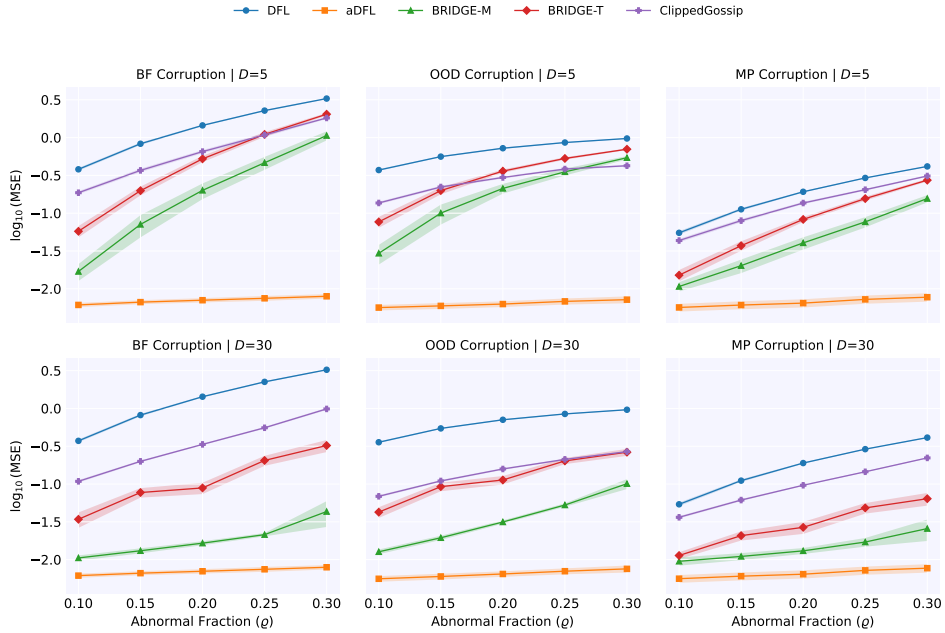 DFL aDFL BRIDGE-M BRIDGE-T ClippedGossip
BF Corruption | D=5 OOD Corruption | D=5 MP Corruption | D=5
0.5
0.0
−0.5
−1.0
−1.5
−2.0
log₁₀(MSE)
BF Corruption | D=30 OOD Corruption | D=30 MP Corruption | D=30
0.5
0.0
−0.5
−1.0
−1.5
−2.0
log₁₀(MSE)
0.10 0.15 0.20 0.25 0.30 0.10 0.15 0.20 0.25 0.30 0.10 0.15 0.20 0.25 0.30
Abnormal Fraction (ϱ) Abnormal Fraction (ϱ) Abnormal Fraction (ϱ)